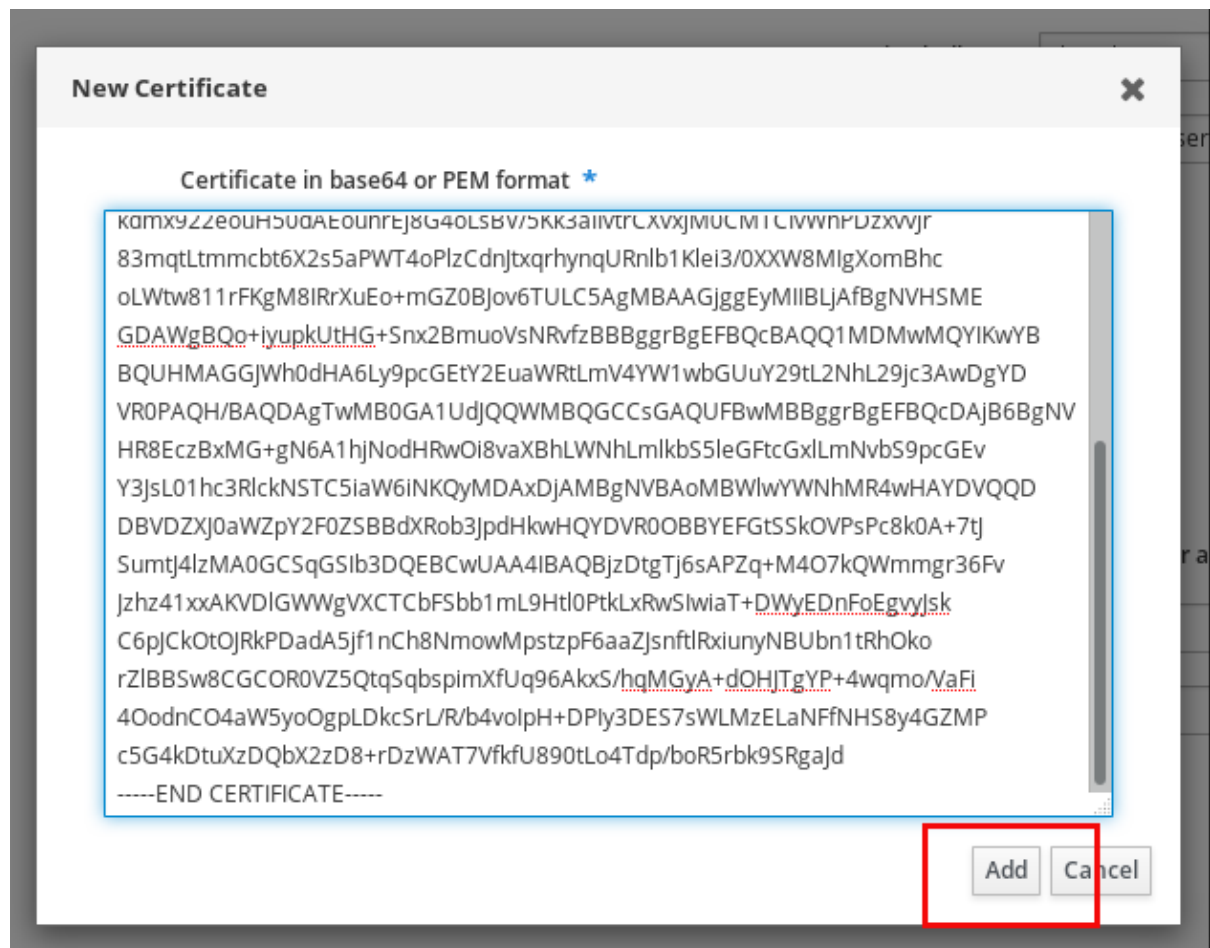 New Certificate
Certificate in base64 or PEM format *
83mqtLtmmcbt6X2s5aPWT4oPlzCdnJtxqrhynqURnlb1Klei3/0XXW8MIgXomBhc
oLWtw811rFKgM8IRrXuEo+mGZ0BJov6TULC5AgMBAAGjggEyMIIBLjAfBgNVHSME
GDAWgBQo+iyupkUtHG+Snx2BmuoVsNRvfzBBBggrBgEFBQcBAQQ1MDMwMQYIKwYB
BQUHMAGGJWh0dHA6Ly9pcGEtY2EuaWRtLmV4YW1wbGUuY29tL2NhL29jc3AwDgYD
VR0PAQH/BAQDAgTwMB0GA1UdJQQWMBQGCCsGAQUFBwMBBggrBgEFBQcDAjB6BgNV
HR8EczBxMG+gN6A1hjNodHRwOi8vaXBhLWNhLmlkbS5leGFtcGxlLmNvbS9pcGEv
Y3JsL01hc3RlckNSTC5iaW6iNKQyMDAxDjAMBgNVBAoMBWlwYWNhMR4wHAYDVQQD
DBVDZXJ0aWZpY2F0ZSBBdXRob3JpdHkwHQYDVR0OBBYEFGtSSkOVPsPc8k0A+7tJ
SumtJ4lzMA0GCSqGSIb3DQEBCwUAA4IBAQBjzDtgTj6sAPZq+M4O7kQWmmgr36Fv
Jzhz41xxAKVDlGWWgVXCTCbFSbb1mL9Htl0PtkLxRwSIwiaT+DWyEDnFoEgvyJsk
C6pJCkOtOJRkPDadA5jf1nCh8NmowMpstzpF6aaZJsnftlRxiunyNBUbn1tRhOko
rZlBBSw8CGCOR0VZ5QtqSqbspimXfUq96AkxS/hqMGyA+dOHJTgYP+4wqmo/VaFi
4OodnCO4aW5yoOgpLDkcSrL/R/b4voIpH+DPIy3DES7sWLMzELaNFfNHS8y4GZMP
c5G4kDtuXzDQbX2zD8+rDzWAT7VfkfU890tLo4Tdp/boR5rbk9SRgaJd
-----END CERTIFICATE-----
Add Cancel